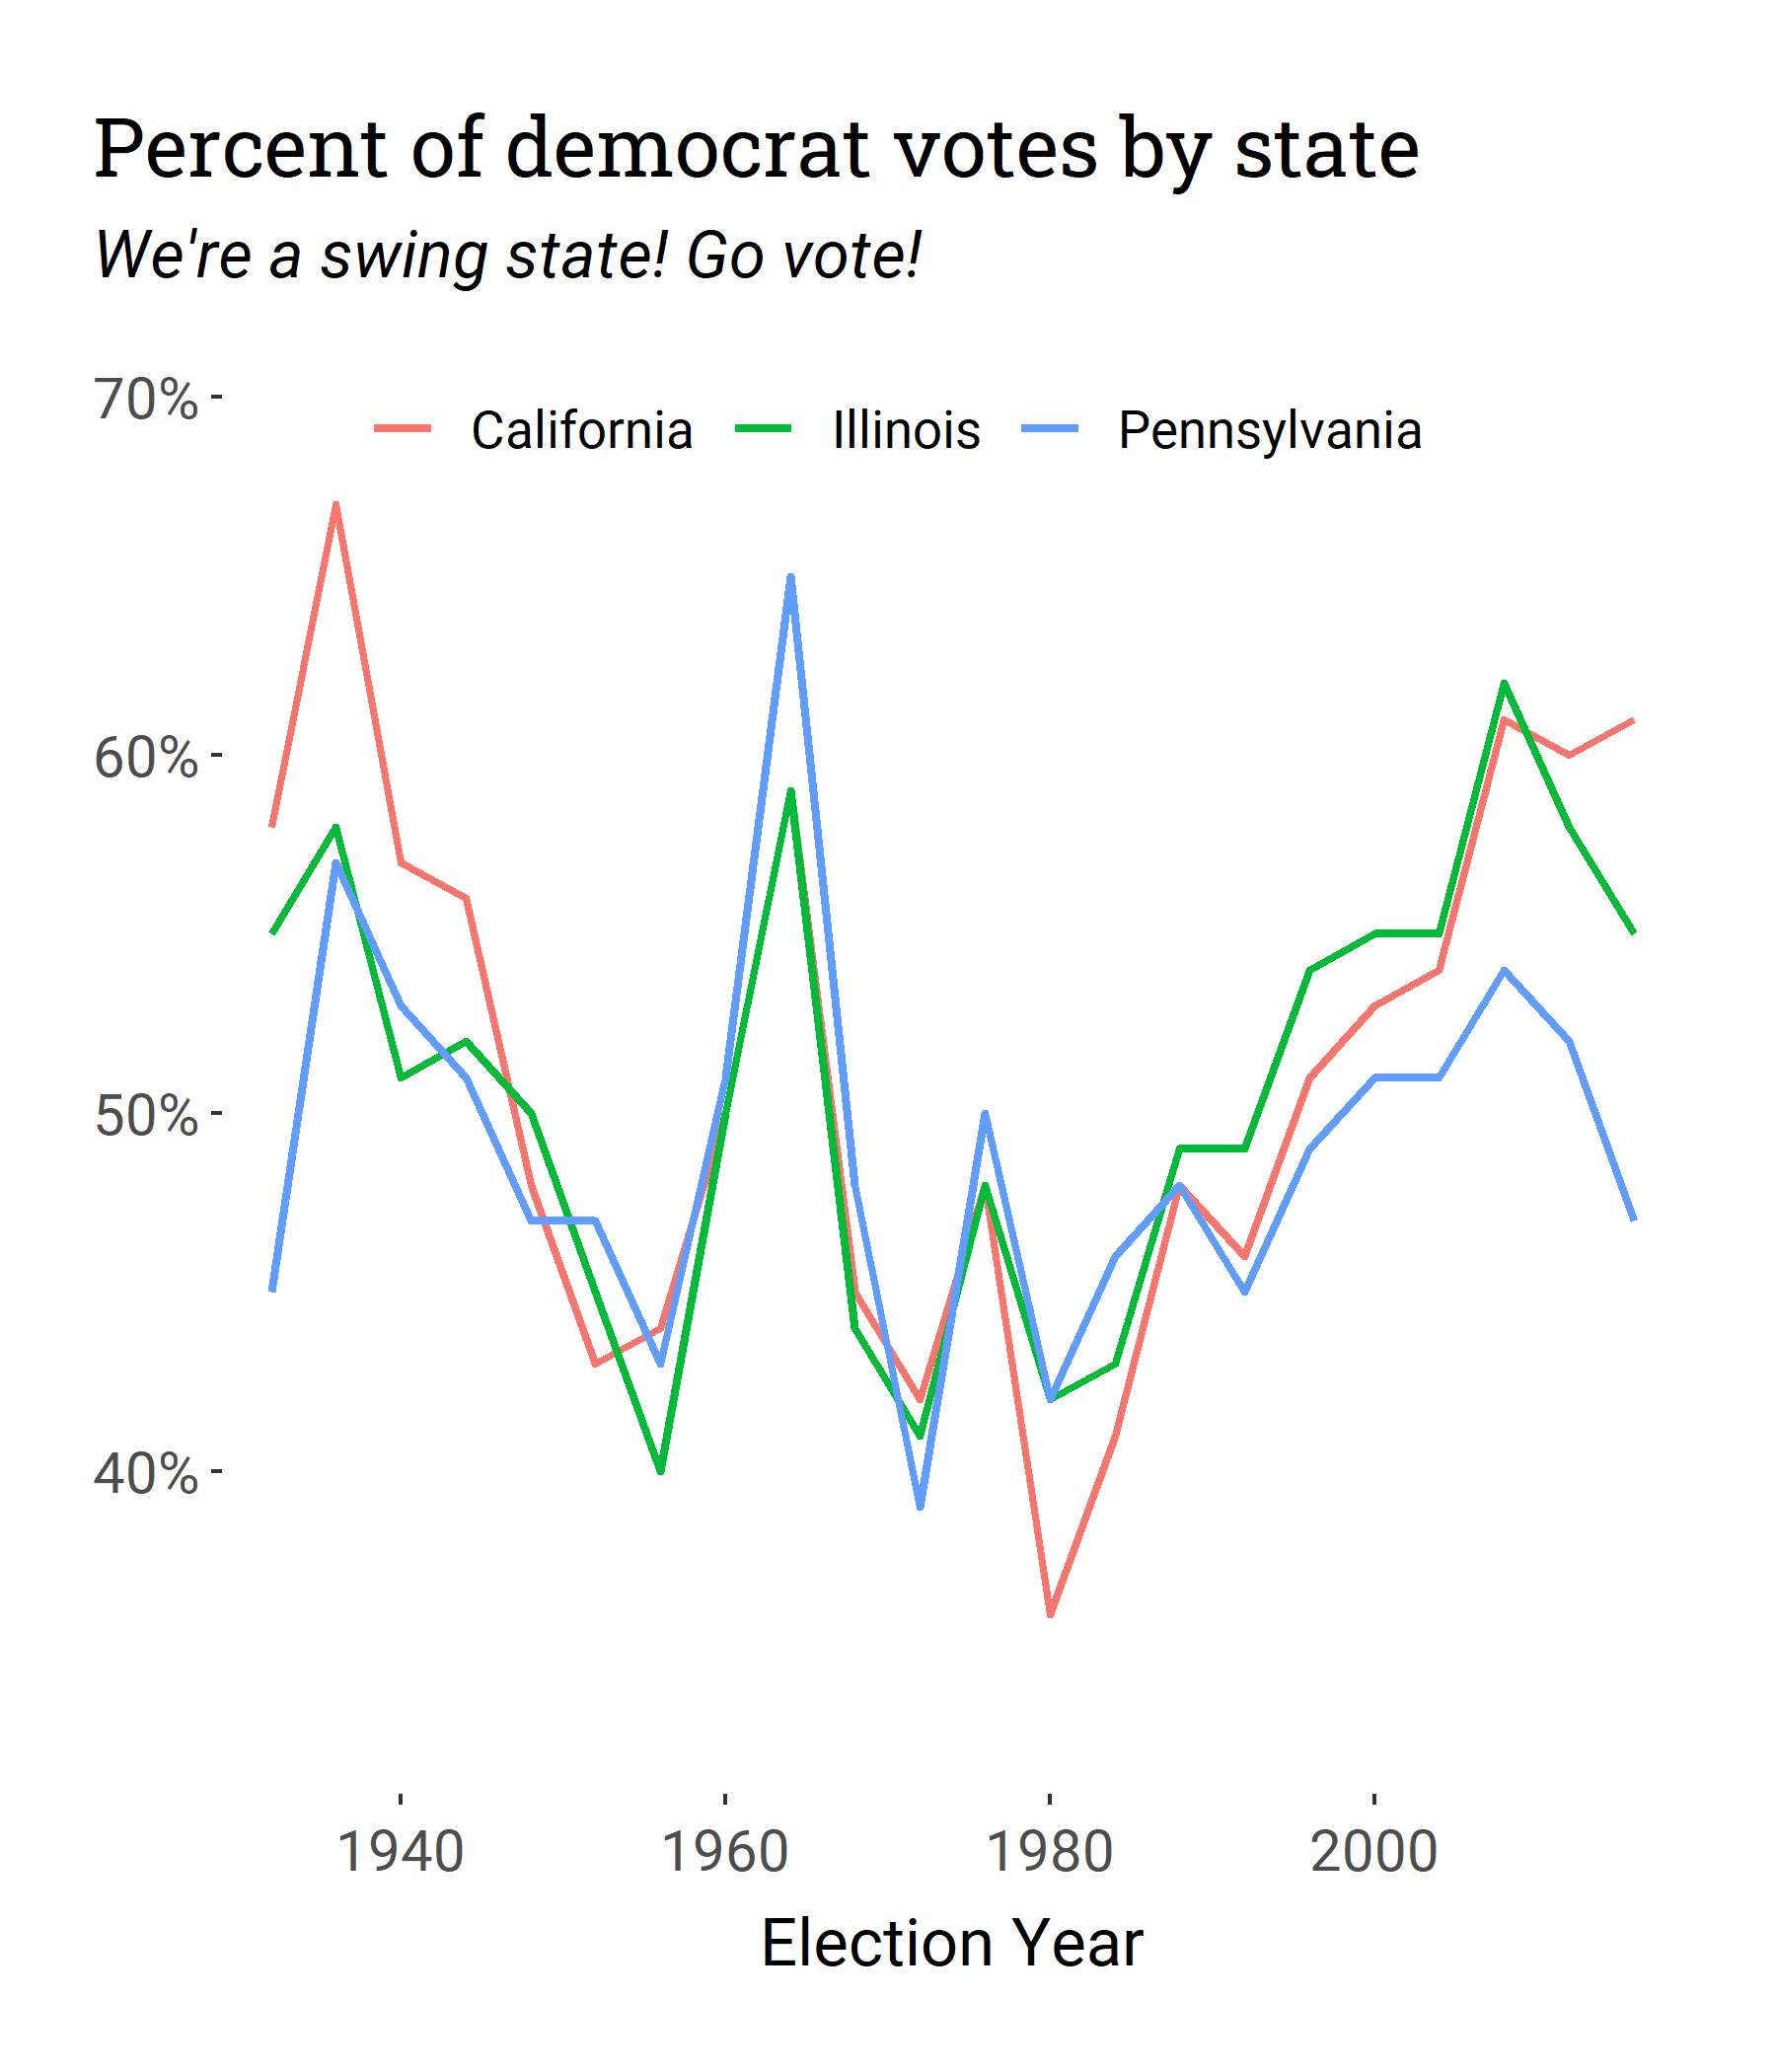 Percent of democrat votes by state
We're a swing state! Go vote!
70%
California Illinois Pennsylvania
60%
50%
40%
1940 1960 1980 2000
Election Year